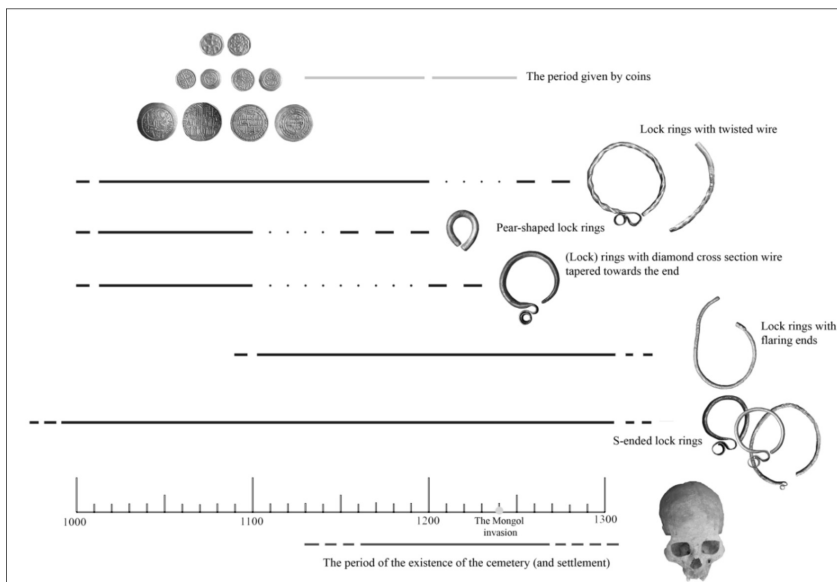 The period given by coins
Lock rings with twisted wire
Pear-shaped lock rings
(Lock) rings with diamond cross section wire
tapered towards the end
Lock rings with
flaring ends
S-ended lock rings
1000
1100
1200
The Mongol
invasion
1300
The period of the existence of the cemetery (and settlement)